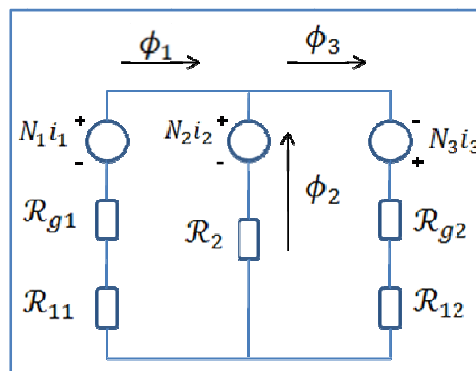 ϕ₁ ϕ₃
+ + -
N₁i₁ N₂i₂ N₃i₃
- - +
ϕ₂
ℛg1 ℛ₂ ℛg2
ℛ₁₁ ℛ₁₂